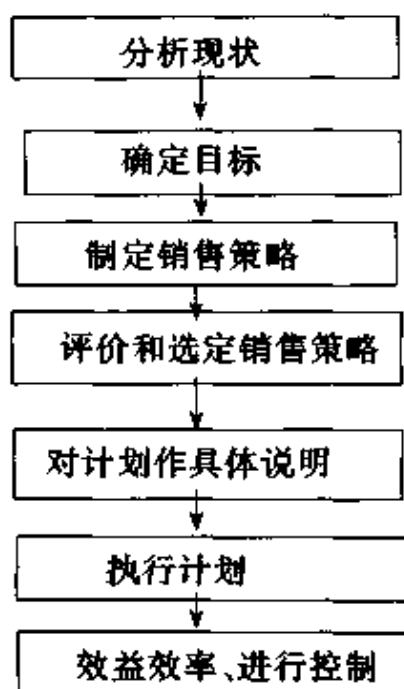 分析现状
确定目标
制定销售策略
评价和选定销售策略
对计划作具体说明
执行计划
效益效率、进行控制